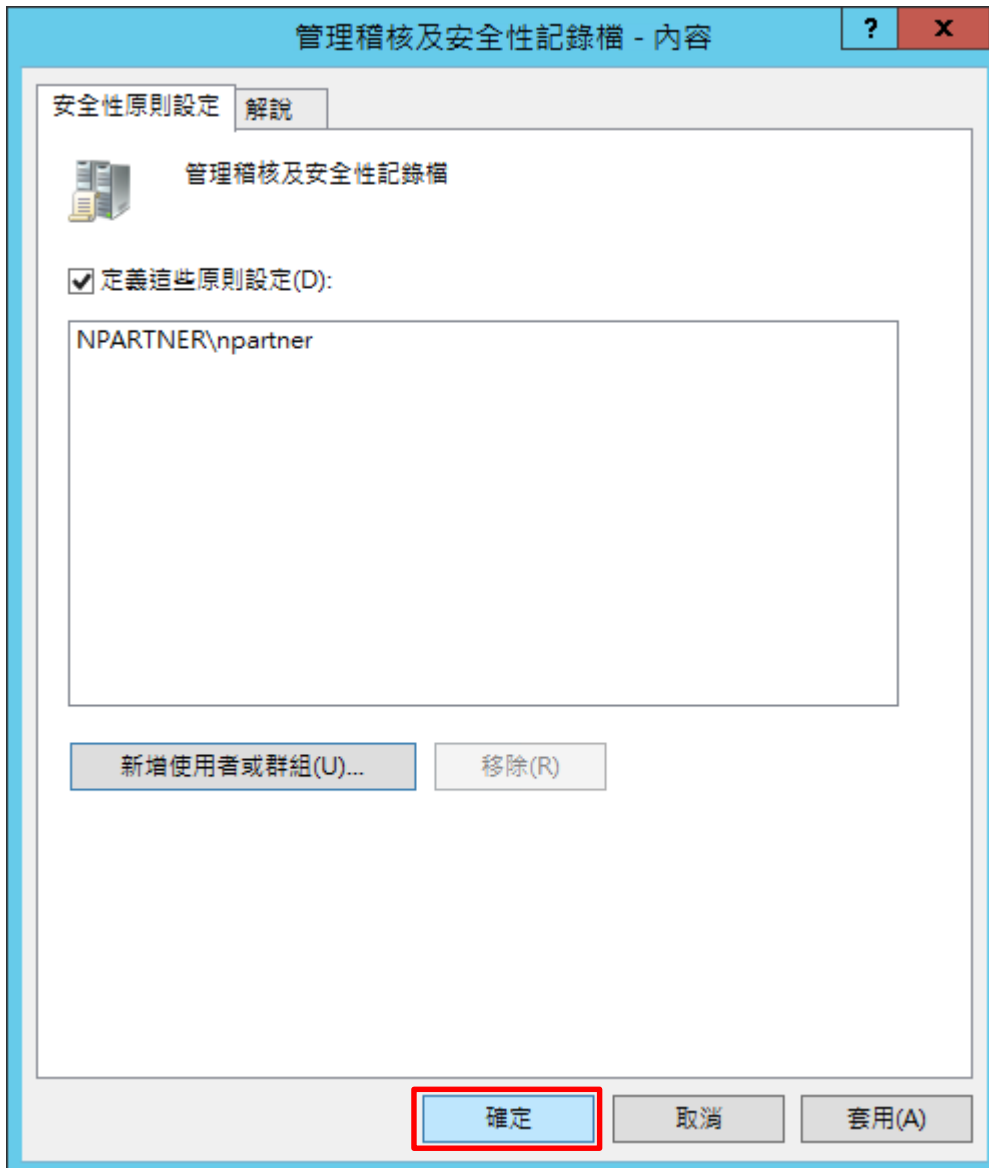 管理稽核及安全性記錄檔 - 內容
?
x
安全性原則設定
解說
管理稽核及安全性記錄檔
定義這些原則設定(D):
NPARTNER\npartner
新增使用者或群組(U)...
移除(R)
確定
取消
套用(A)